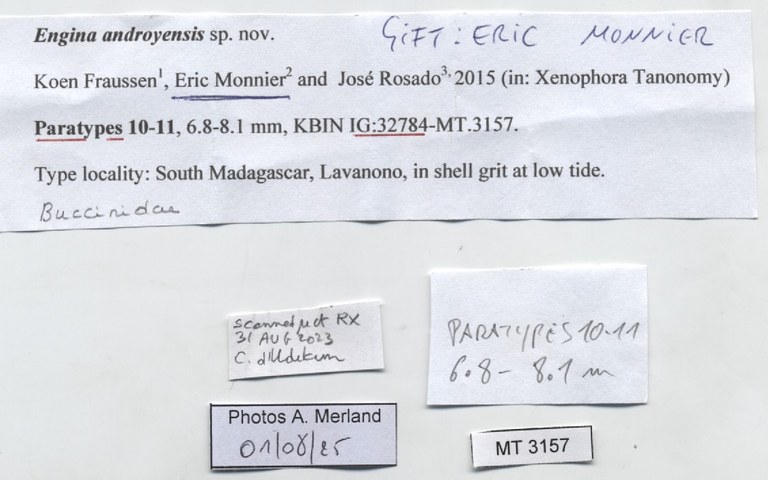 Engina androyensis sp. nov.
GIFT: ERIC MONNIER
Koen Fraussen1, Eric Monnier2 and José Rosado3, 2015 (in: Xenophora Tanonomy)
Paratypes 10-11, 6.8-8.1 mm, KBIN IG:32784-MT.3157.
Type locality: South Madagascar, Lavanono, in shell grit at low tide.
Buccinidae
scanned µct RX
31 AUG 2023
C. d'Udekem
PARATYPES 10-11
6.8 - 8.1 m
Photos A. Merland
01/08/25
MT 3157